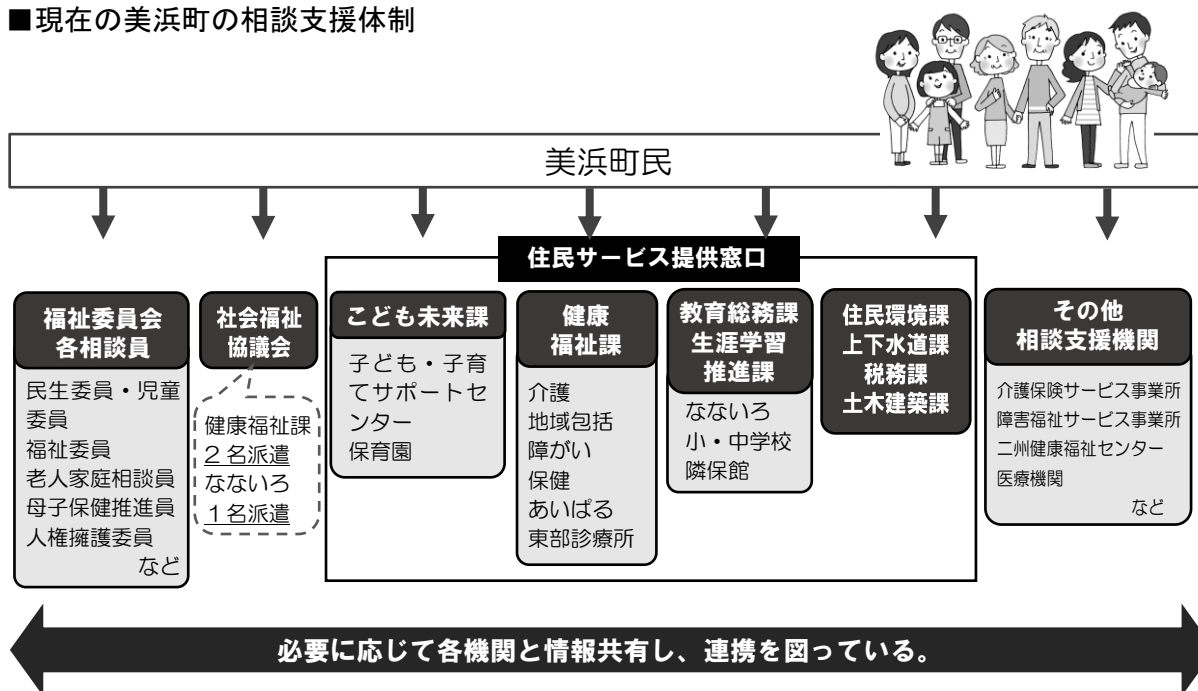 ■現在の美浜町の相談支援体制
美浜町民
住民サービス提供窓口
福祉委員会
各相談員
民生委員・児童
委員
福祉委員
老人家庭相談員
母子保健推進員
人権擁護委員
など
社会福祉
協議会
健康福祉課
２名派遣
なないろ
１名派遣
こども未来課
子ども・子育
てサポートセ
ンター
保育園
健康
福祉課
介護
地域包括
障がい
保健
あいぱる
東部診療所
教育総務課
生涯学習
推進課
なないろ
小・中学校
隣保館
住民環境課
上下水道課
税務課
土木建築課
その他
相談支援機関
介護保険サービス事業所
障害福祉サービス事業所
二州健康福祉センター
医療機関
など
必要に応じて各機関と情報共有し、連携を図っている。